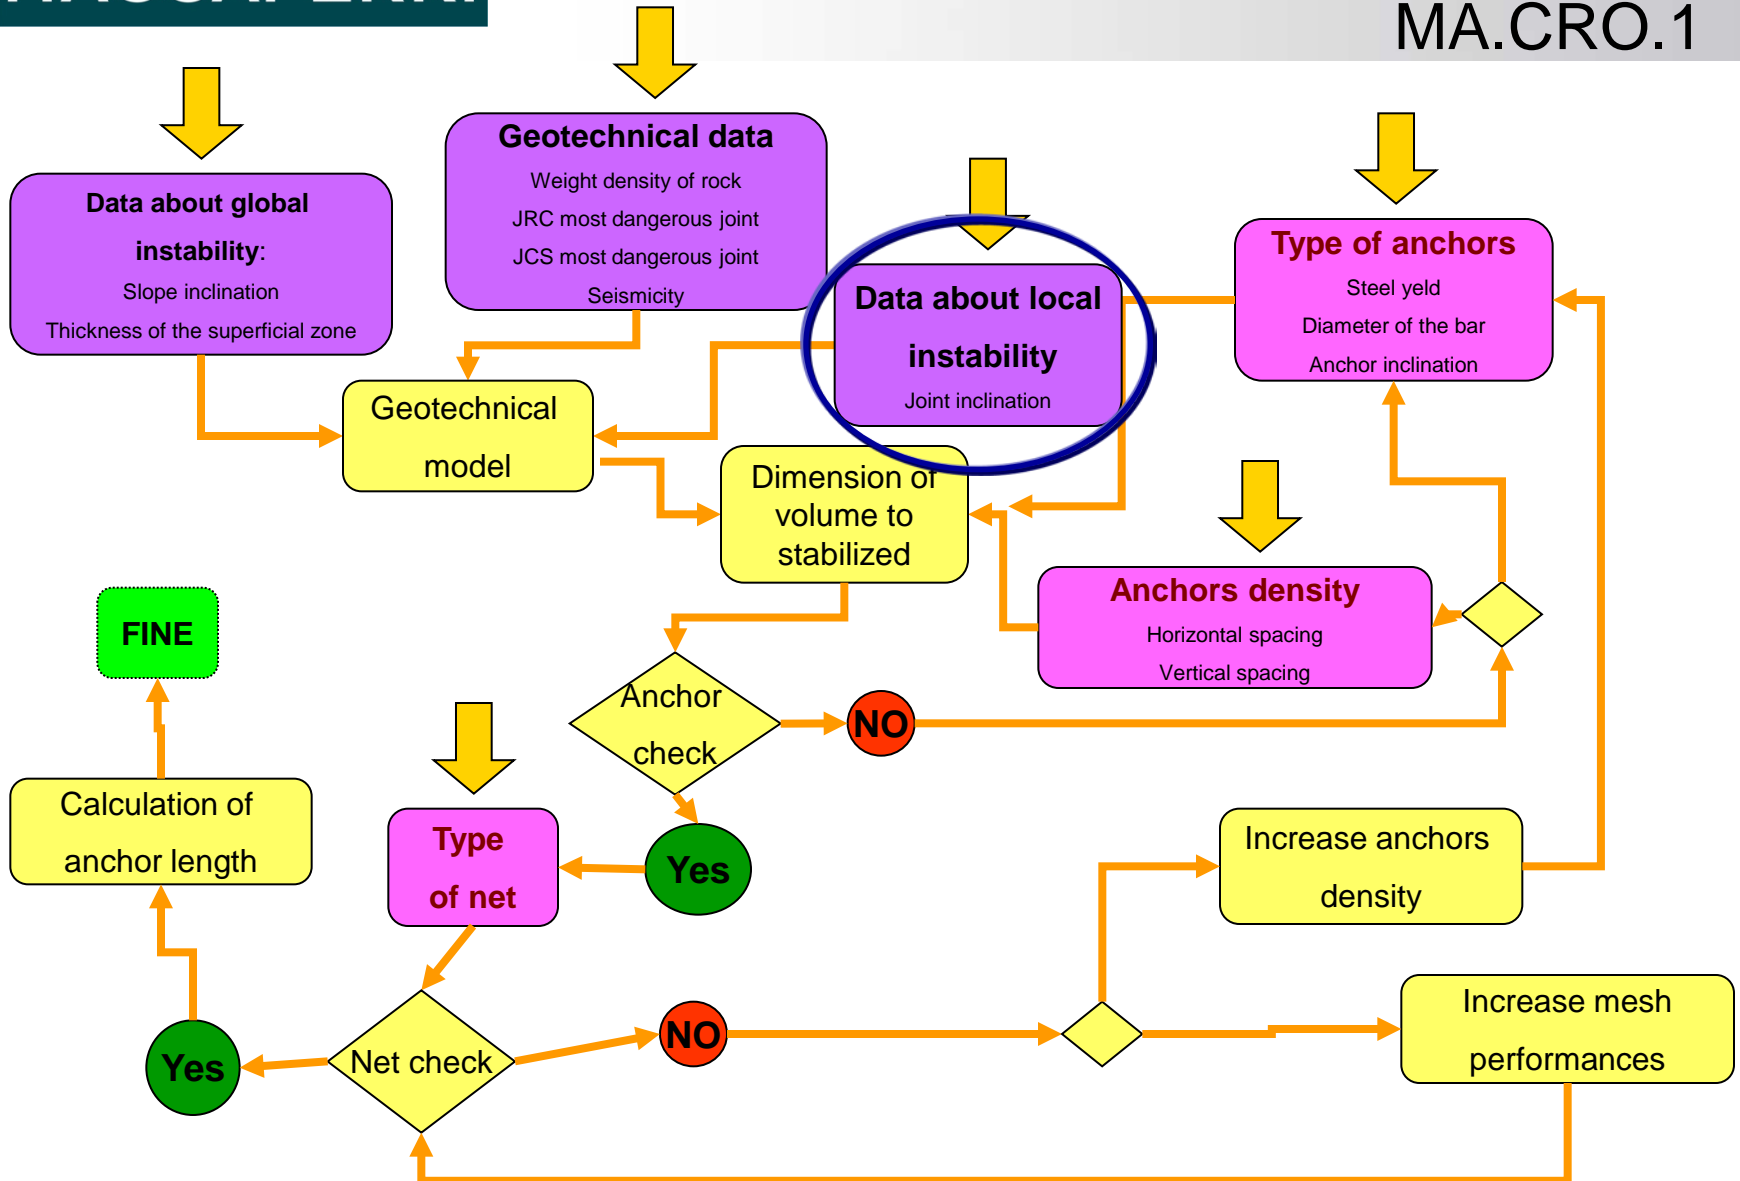 MA.CRO.1
Data about global
instability:
Slope inclination
Thickness of the superficial zone
Geotechnical data
Weight density of rock
JRC most dangerous joint
JCS most dangerous joint
Seismicity
Data about local
instability
Joint inclination
Type of anchors
Steel yeld
Diameter of the bar
Anchor inclination
Geotechnical
model
Dimension of
volume to
stabilized
Anchors density
Horizontal spacing
Vertical spacing
FINE
Anchor
check
NO
Yes
Type
of net
Calculation of
anchor length
Increase anchors
density
Increase mesh
performances
Net check
NO
Yes